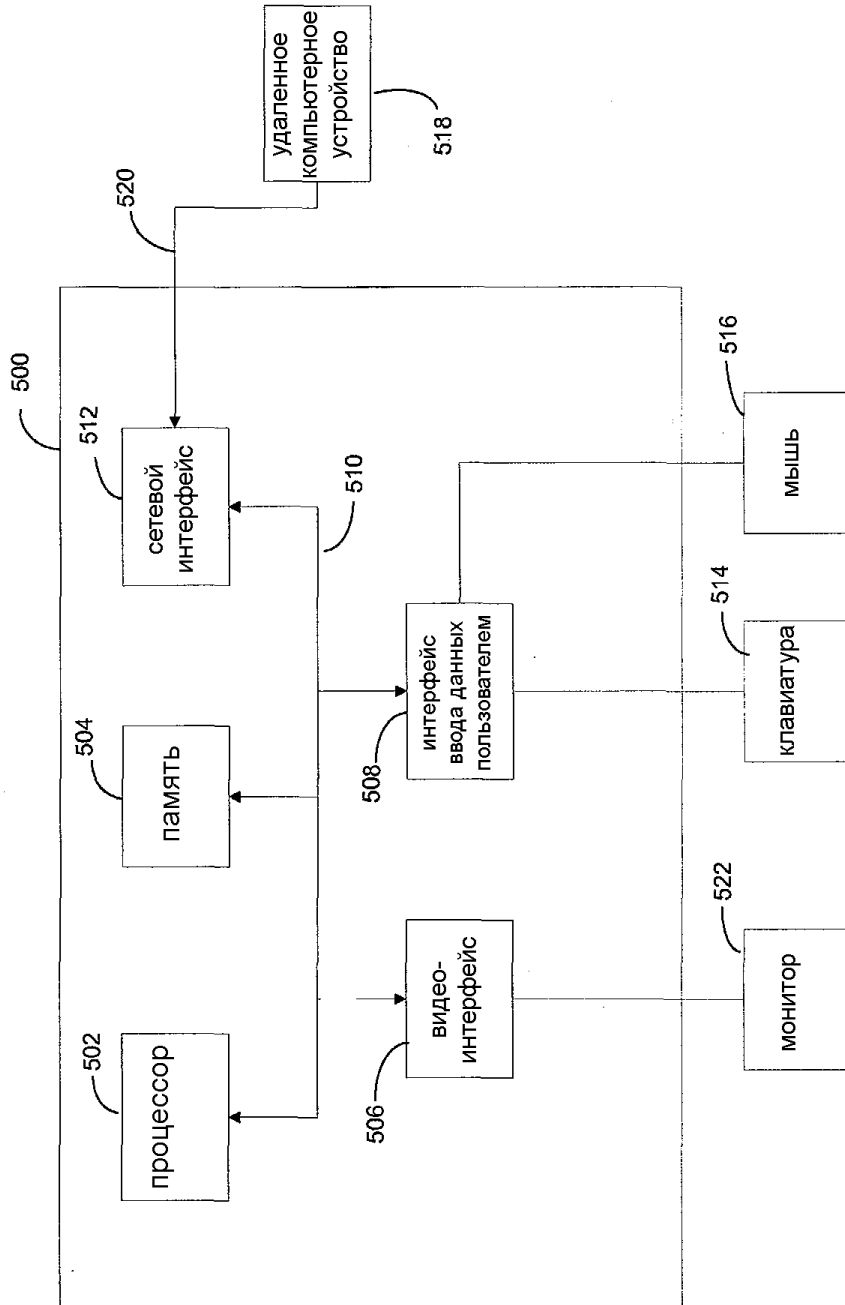 500
502
процессор
504
память
512
сетевой
интерфейс
520
удаленное
компьютерное
устройство
518
510
506
видео-
интерфейс
508
интерфейс
ввода данных
пользователем
522
монитор
514
клавиатура
516
мышь